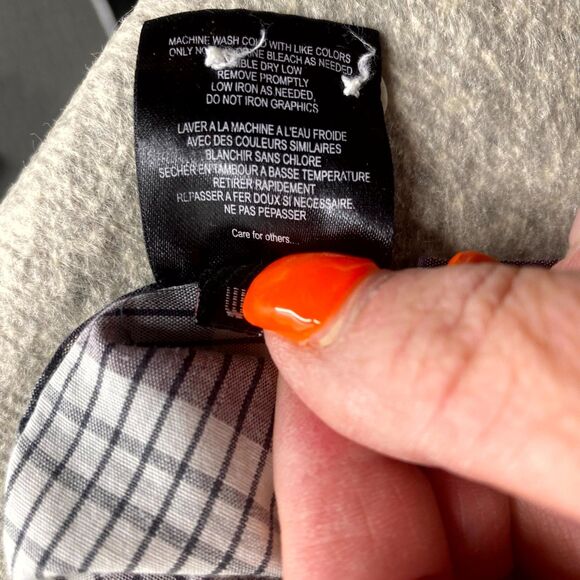 MACHINE WASH COLD WITH LIKE COLORS
ONLY BLEACH AS NEEDED
DRY LOW
REMOVE PROMPTLY
LOW IRON AS NEEDED,
DO NOT IRON GRAPHICS
LAVER A LA MACHINE A L'EAU FROIDE
AVEC DES COULEURS SIMILAIRES
BLANCHIR SANS CHLORE
SECHER EN TAMBOUR A BASSE TEMPERATURE
RETIRER RAPIDEMENT
REPASSER A FER DOUX SI NECESSAIRE.
NE PAS PEPASSER
Care for others....